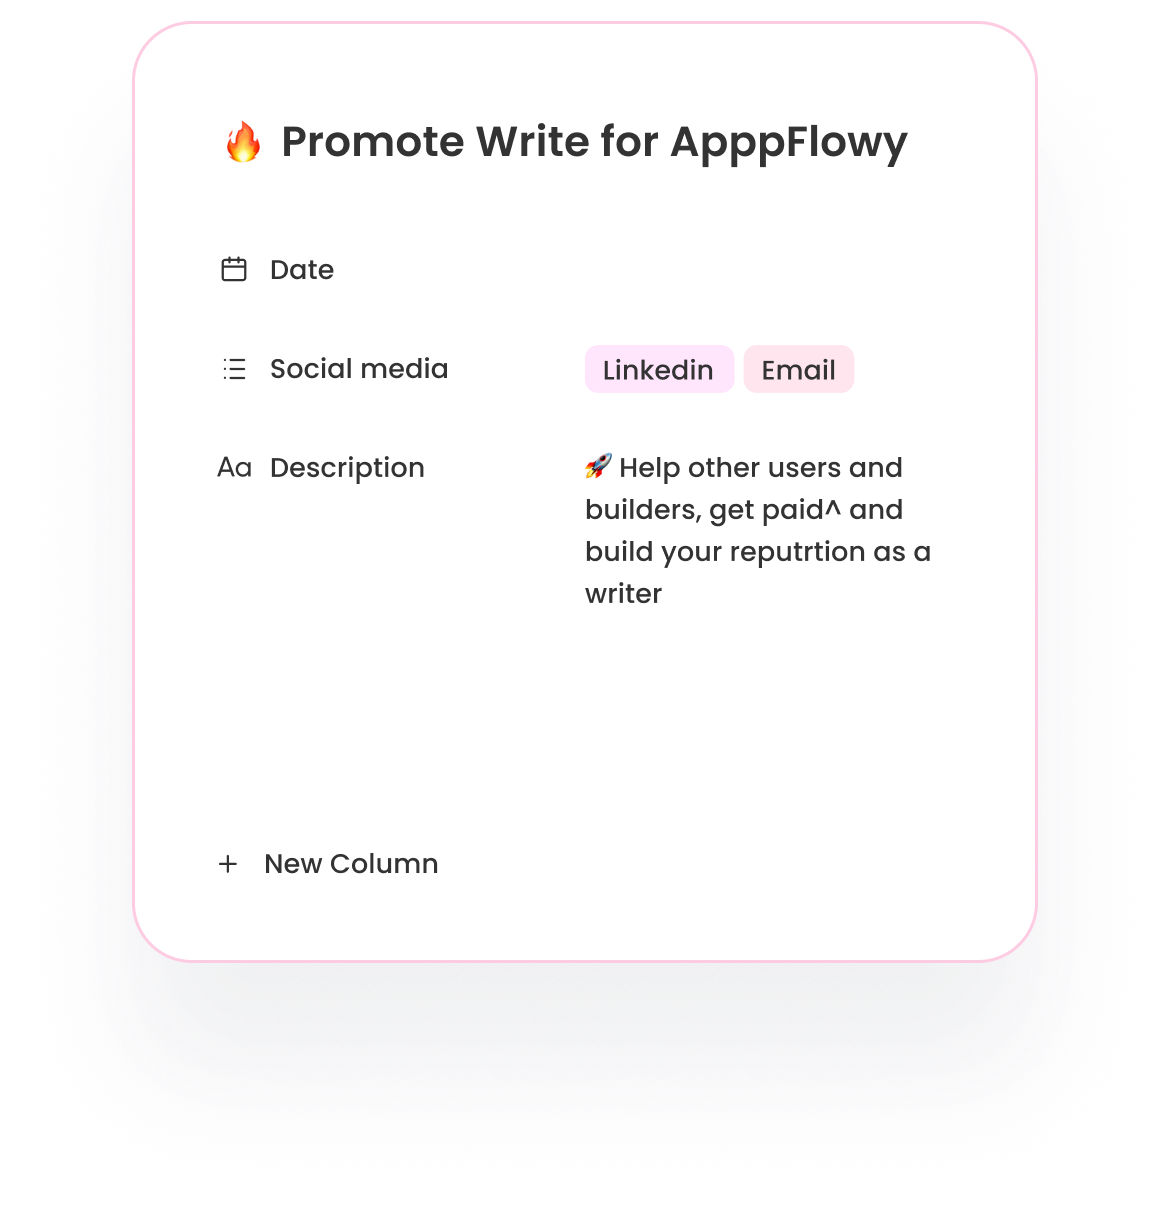 🔥 Promote Write for ApppFlowy
Date
Social media
Linkedin Email
Aa Description
🚀 Help other users and
builders, get paid^ and
build your reputrtion as a
writer
+ New Column